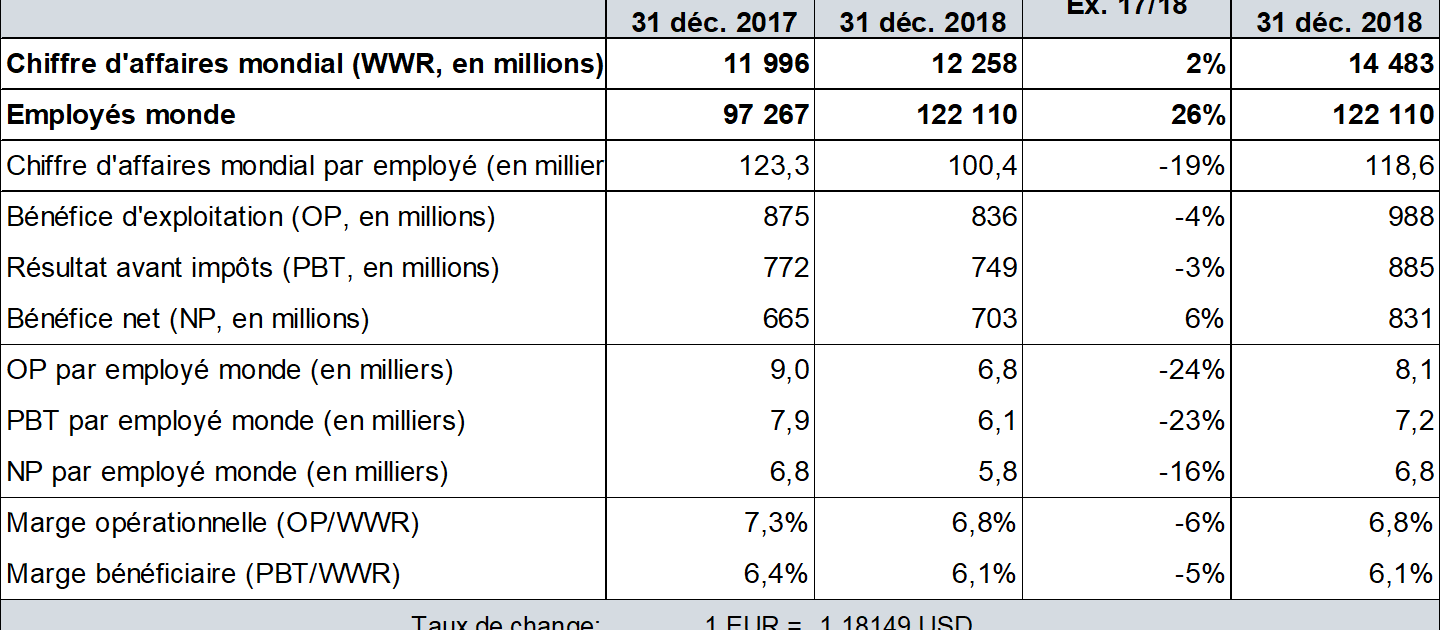 Ex. 17/18
31 déc. 2017 31 déc. 2018 31 déc. 2018
Chiffre d'affaires mondial (WWR, en millions) 11 996 12 258 2% 14 483
Employés monde 97 267 122 110 26% 122 110
Chiffre d'affaires mondial par employé (en millier 123,3 100,4 -19% 118,6
Bénéfice d'exploitation (OP, en millions) 875 836 -4% 988
Résultat avant impôts (PBT, en millions) 772 749 -3% 885
Bénéfice net (NP, en millions) 665 703 6% 831
OP par employé monde (en milliers) 9,0 6,8 -24% 8,1
PBT par employé monde (en milliers) 7,9 6,1 -23% 7,2
NP par employé monde (en milliers) 6,8 5,8 -16% 6,8
Marge opérationnelle (OP/WWR) 7,3% 6,8% -6% 6,8%
Marge bénéficiaire (PBT/WWR) 6,4% 6,1% -5% 6,1%
Taux de change: 1 EUR = 1,18149 USD